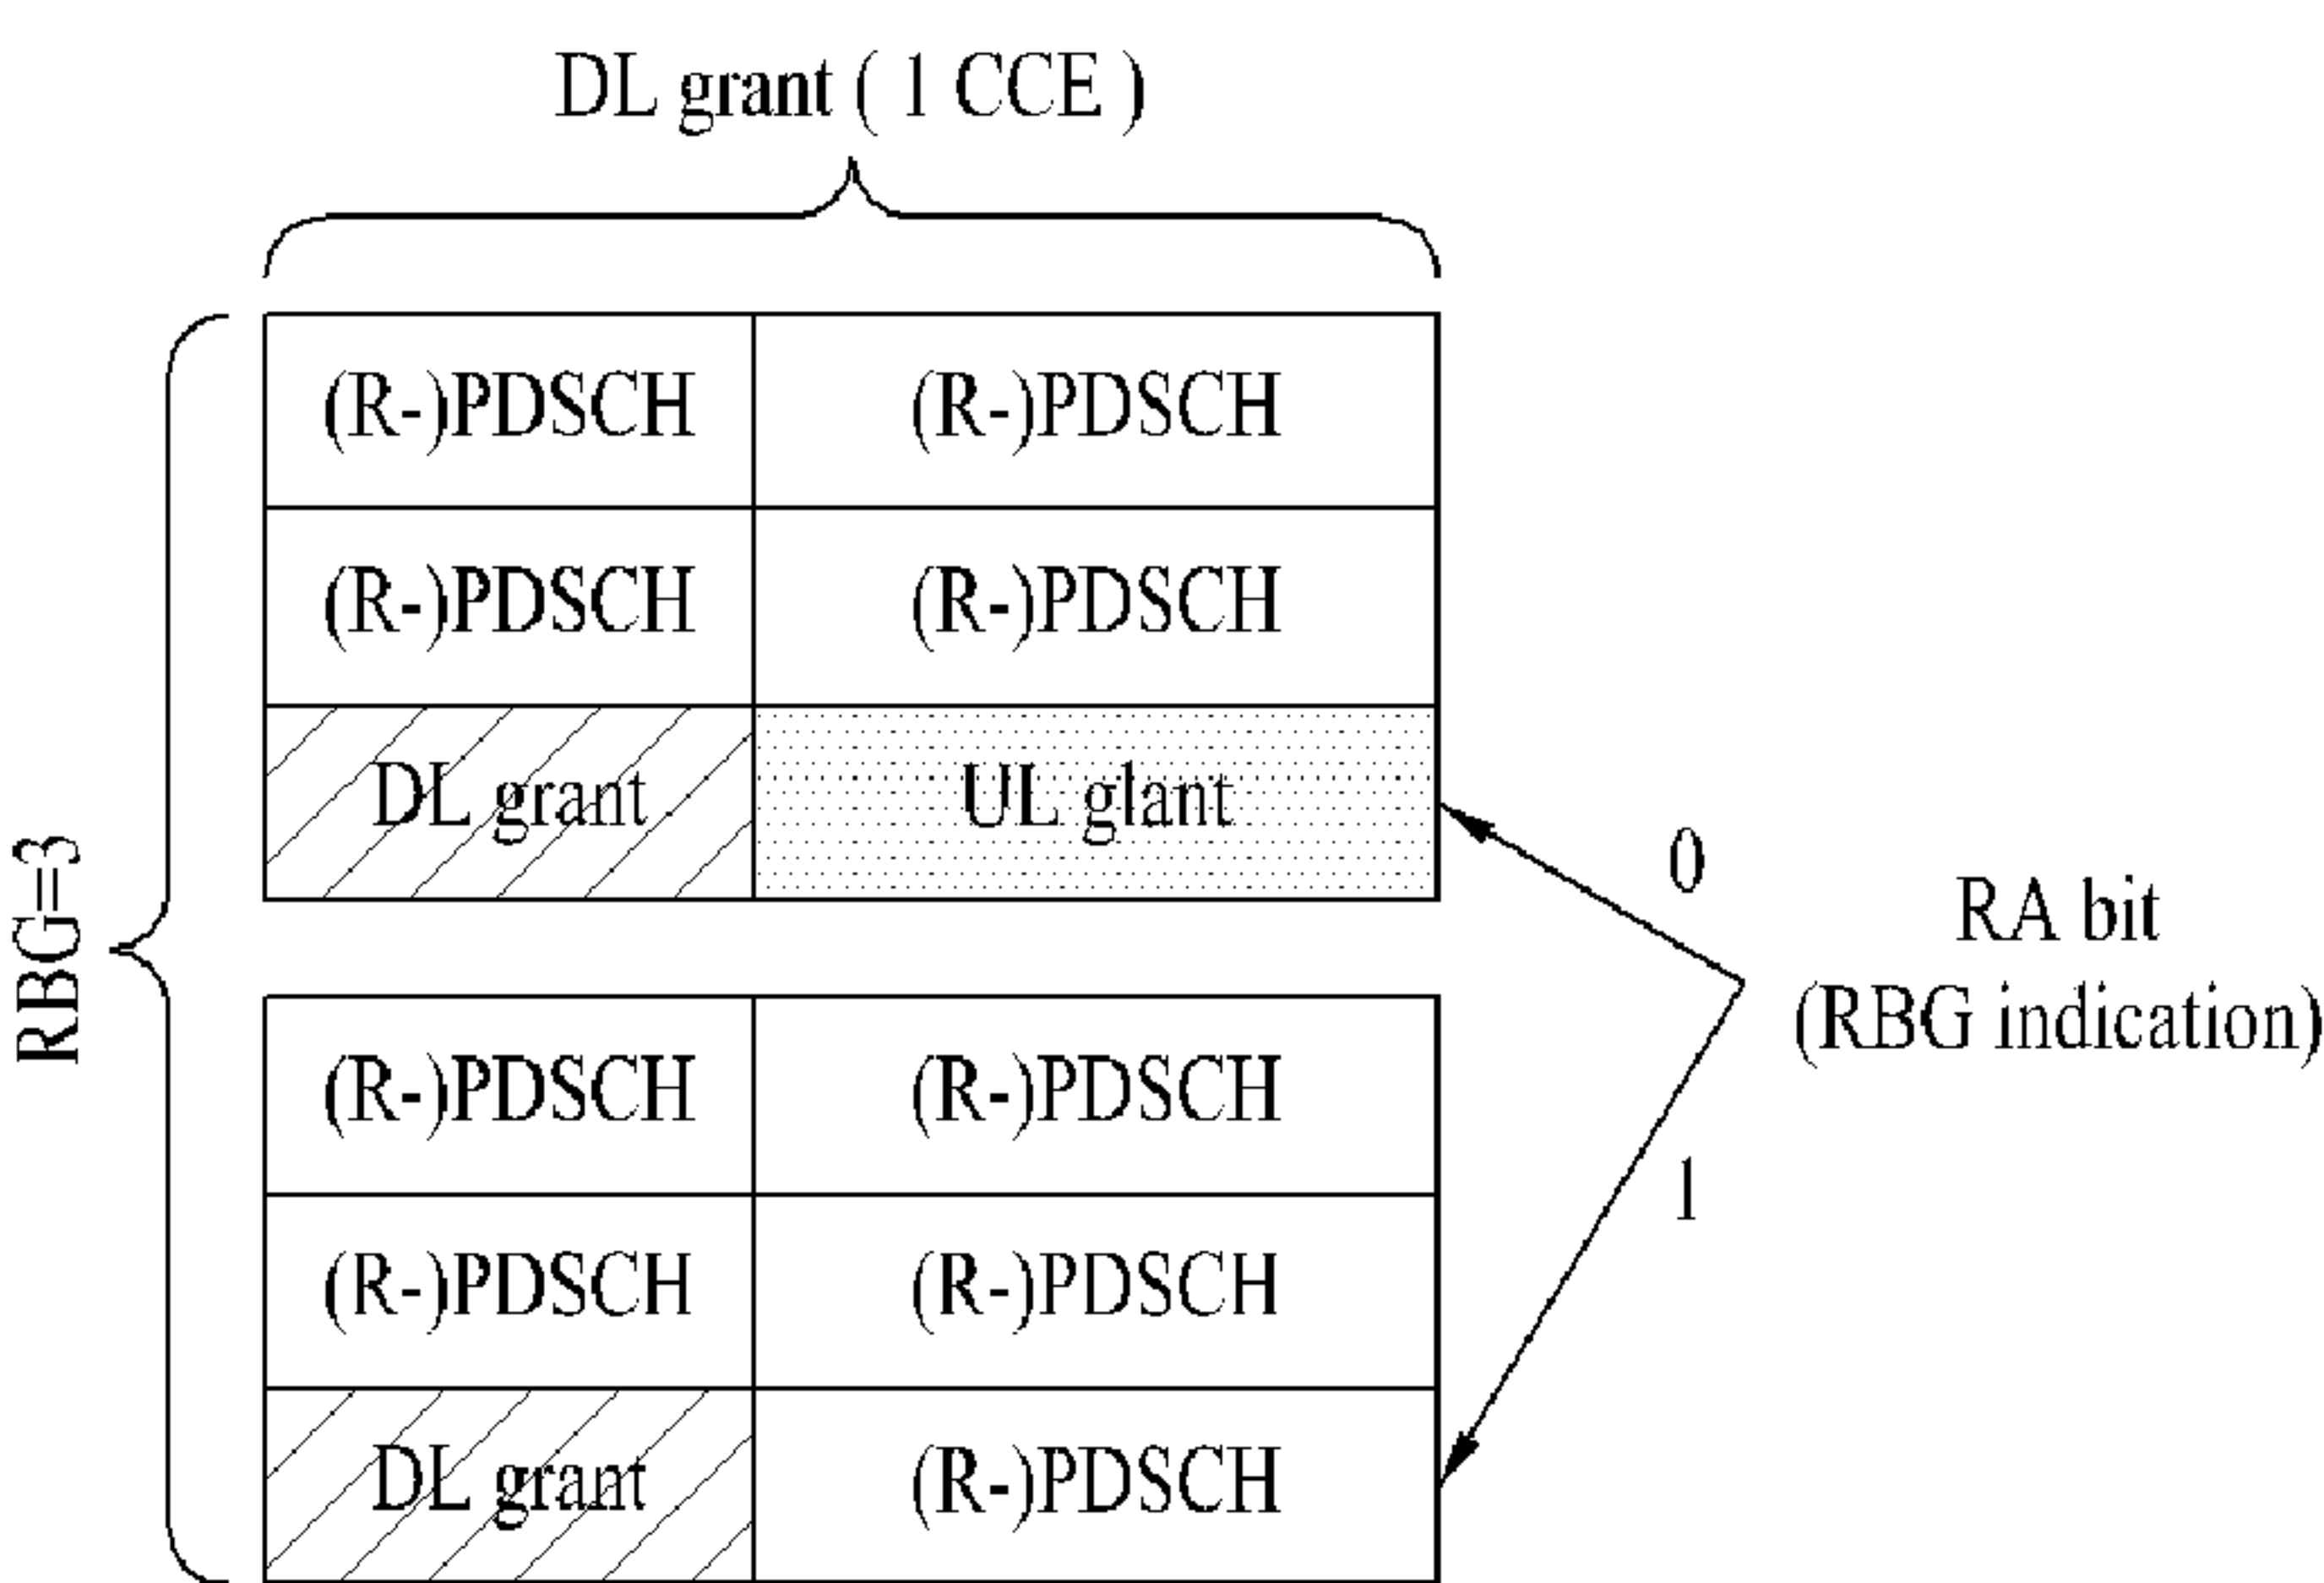 DL grant ( 1 CCE )
(R-)PDSCH (R-)PDSCH
(R-)PDSCH (R-)PDSCH
DL grant UL glant
RBG=3
0
RA bit
(RBG indication)
(R-)PDSCH (R-)PDSCH
1
(R-)PDSCH (R-)PDSCH
DL grant (R-)PDSCH